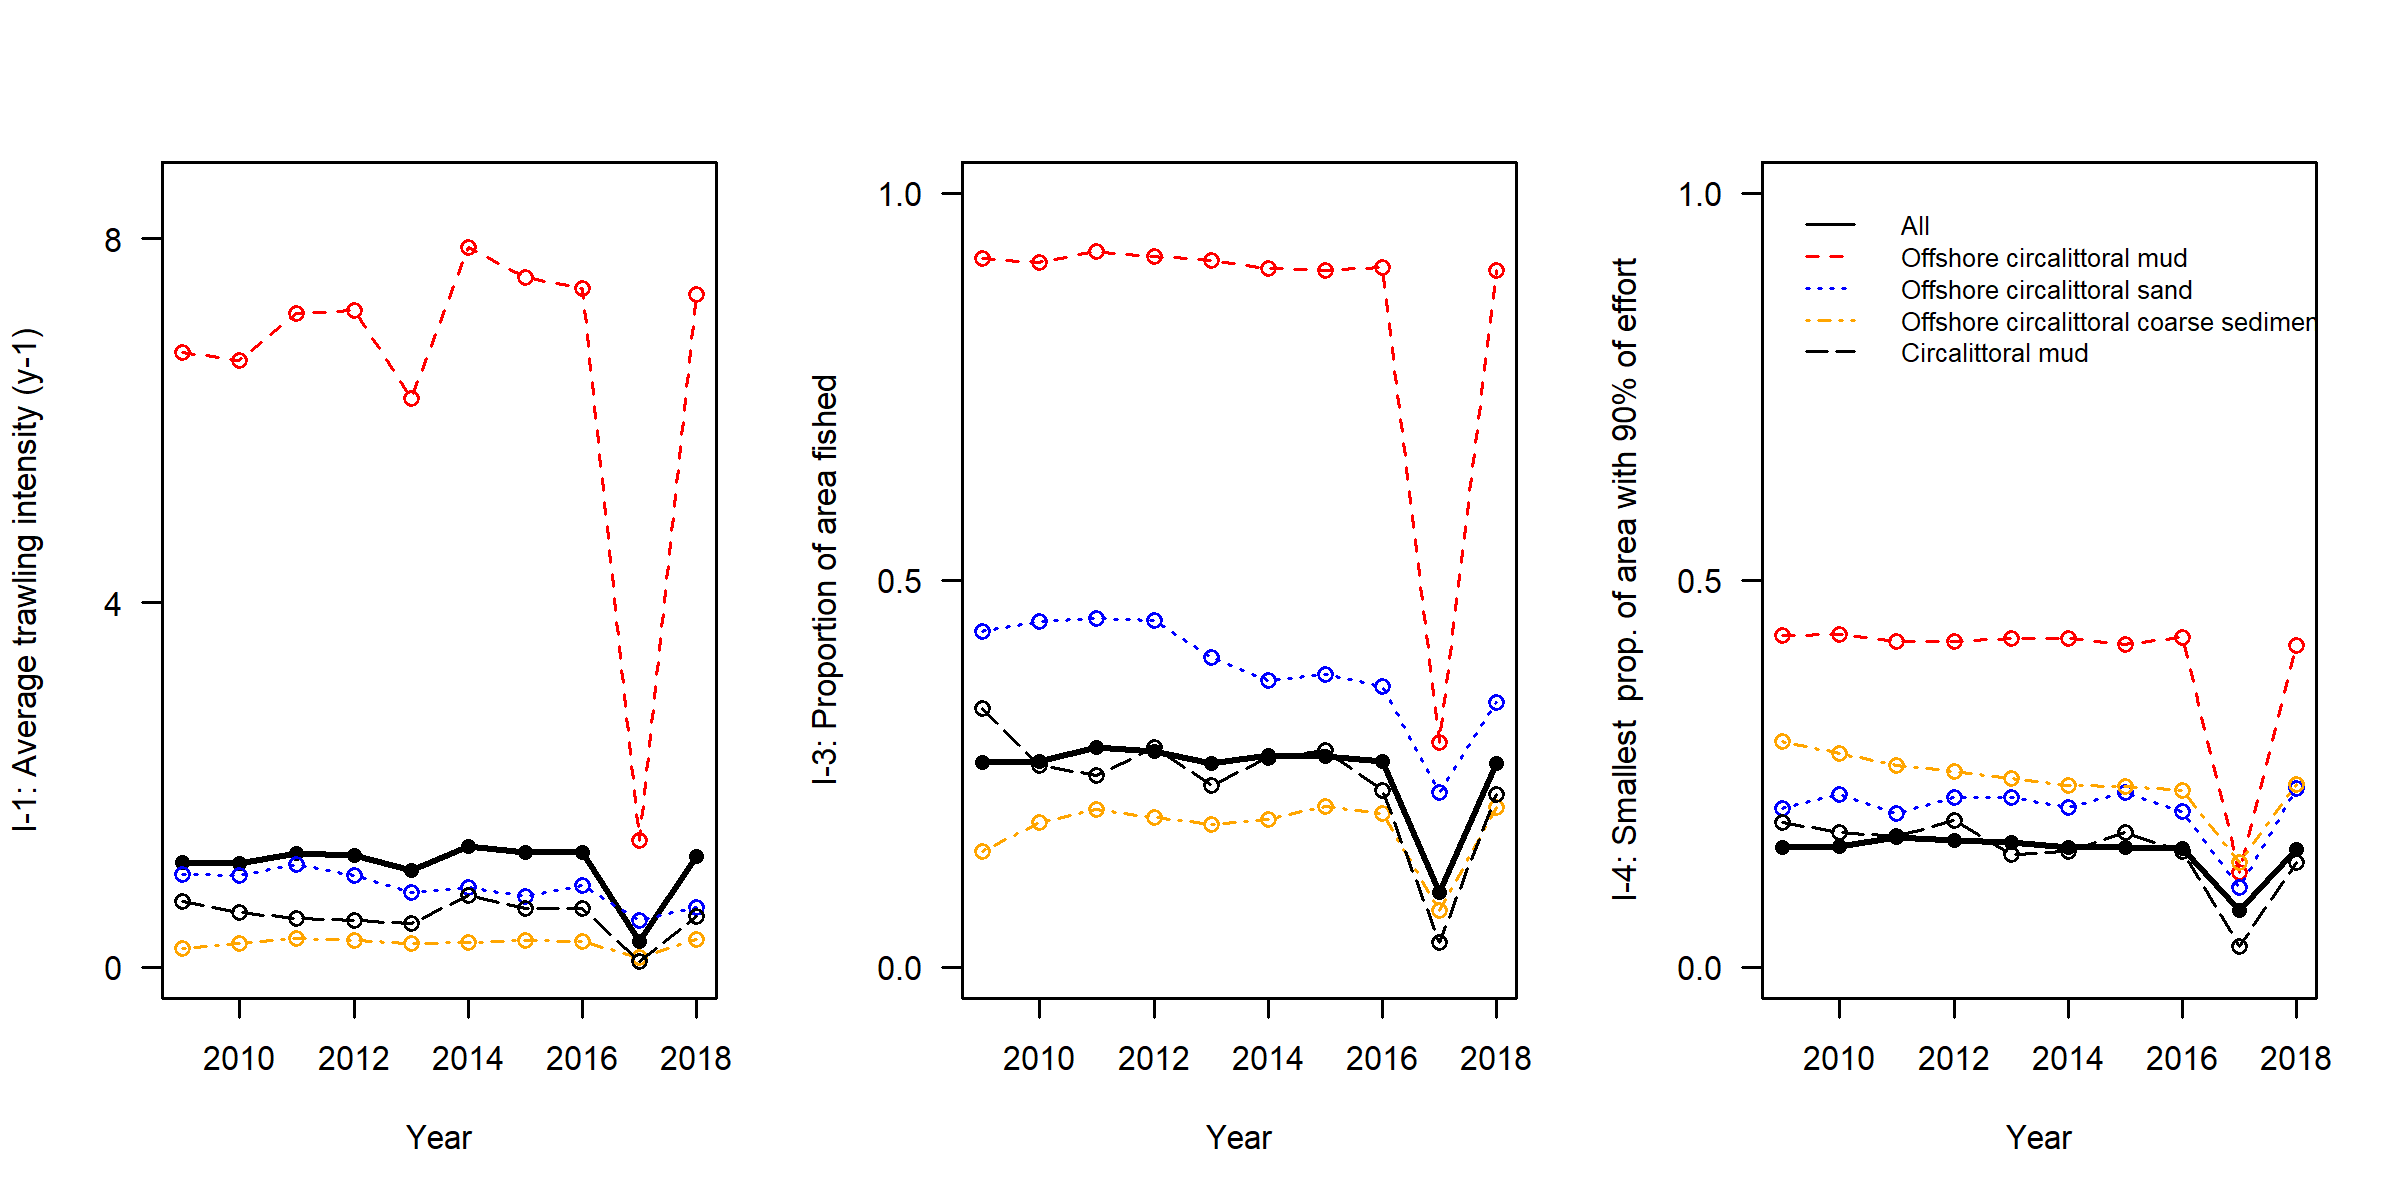 I-1: Average trawling intensity (y-1)
8
4
0
2010 2012 2014 2016 2018
Year
I-3: Proportion of area fished
1.0
0.5
0.0
2010 2012 2014 2016 2018
Year
I-4: Smallest prop. of area with 90% of effort
1.0
0.5
0.0
All
Offshore circalittoral mud
Offshore circalittoral sand
Offshore circalittoral coarse sedimen
Circalittoral mud
2010 2012 2014 2016 2018
Year